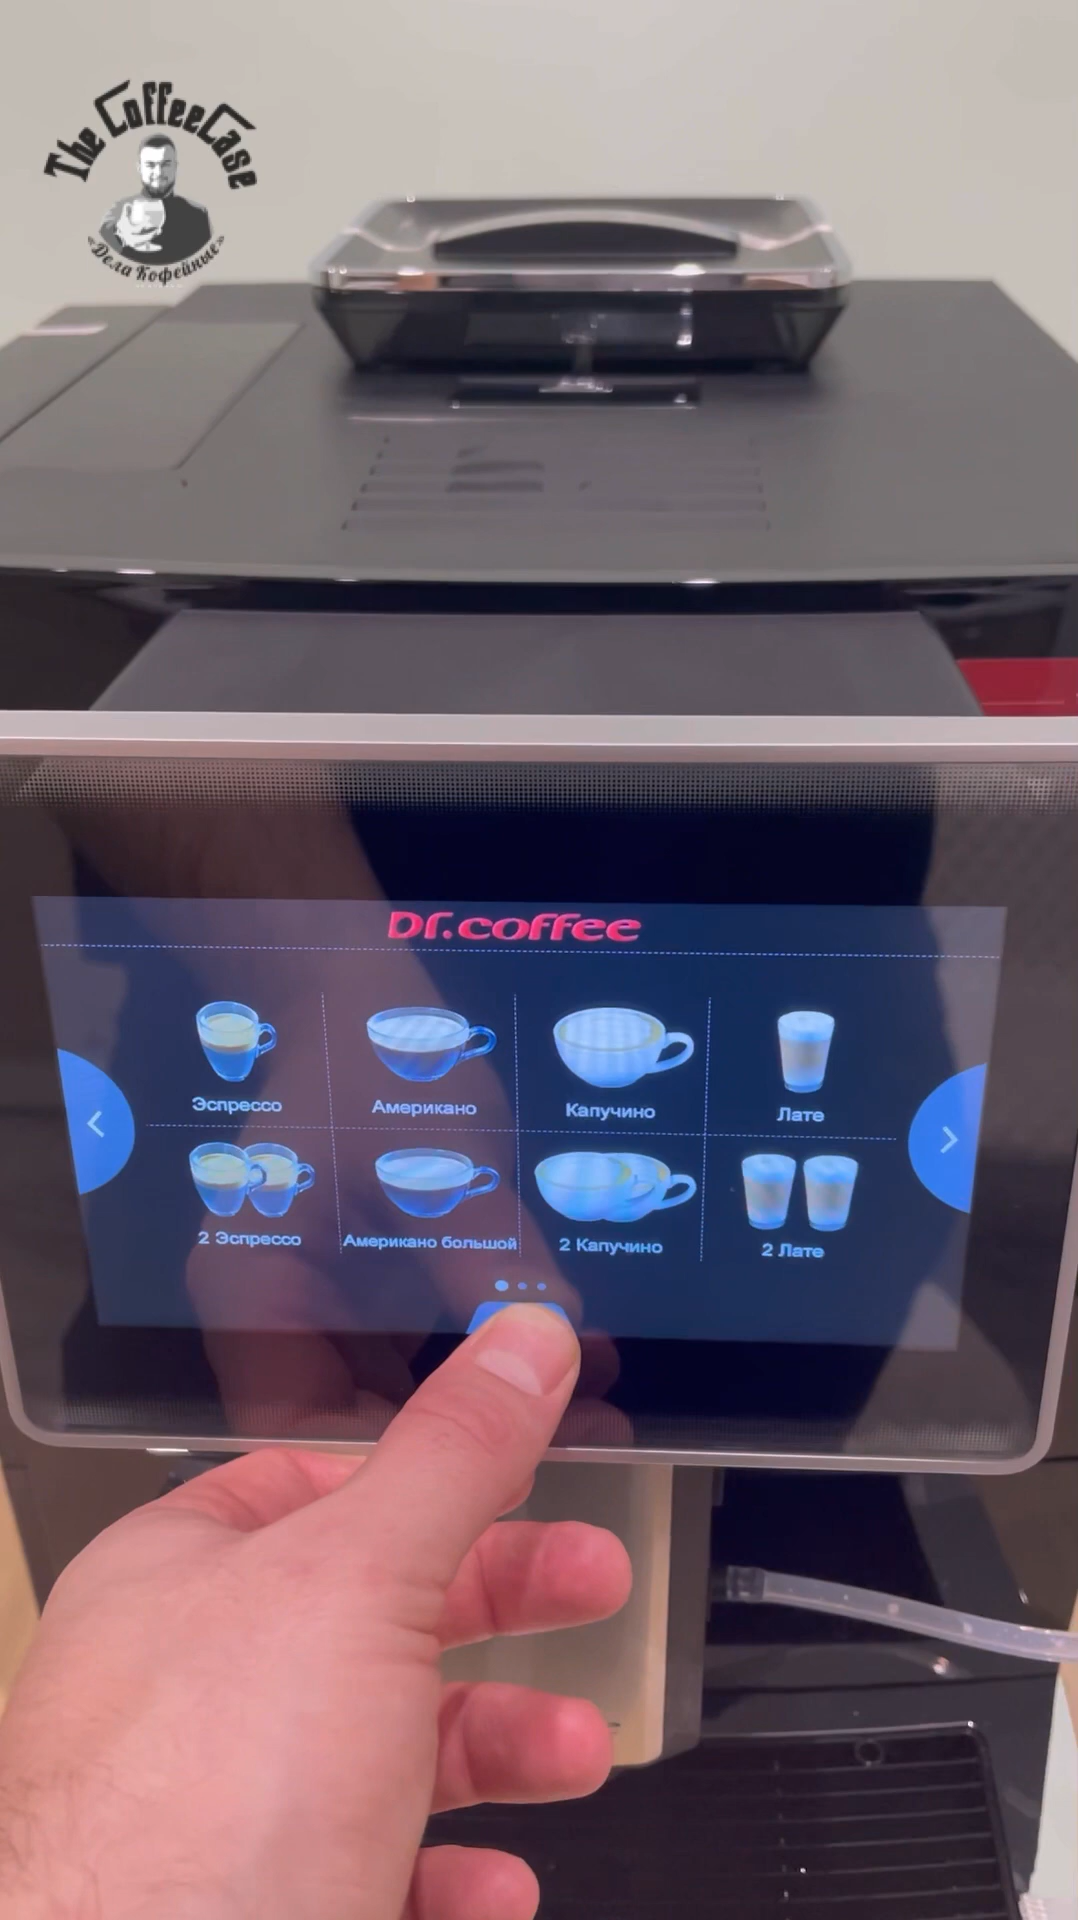 The CoffeeCase
«Дела Кофейные»
Dr.coffee
Эспрессо
Американо
Капучино
Лате
2 Эспрессо
Американо большой
2 Капучино
2 Лате